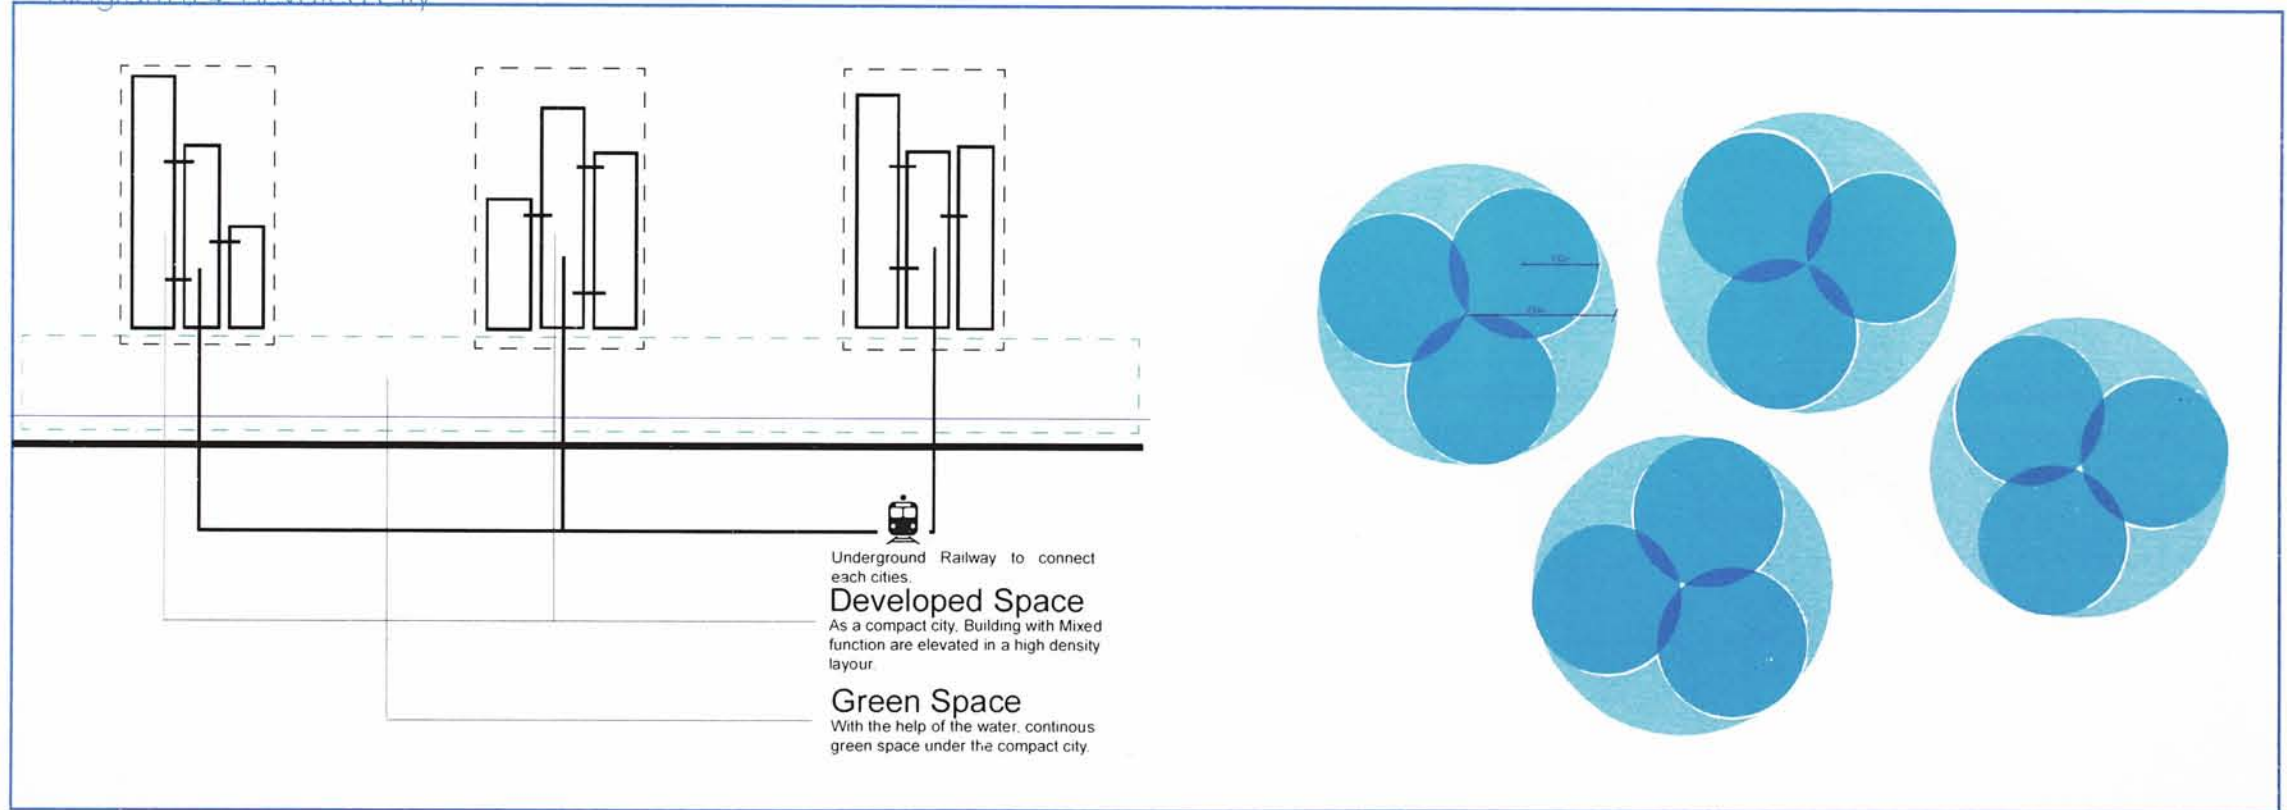 Underground Railway to connect
each cities.
Developed Space
As a compact city, Building with Mixed
function are elevated in a high density
layour.
Green Space
With the help of the water, continous
green space under the compact city.